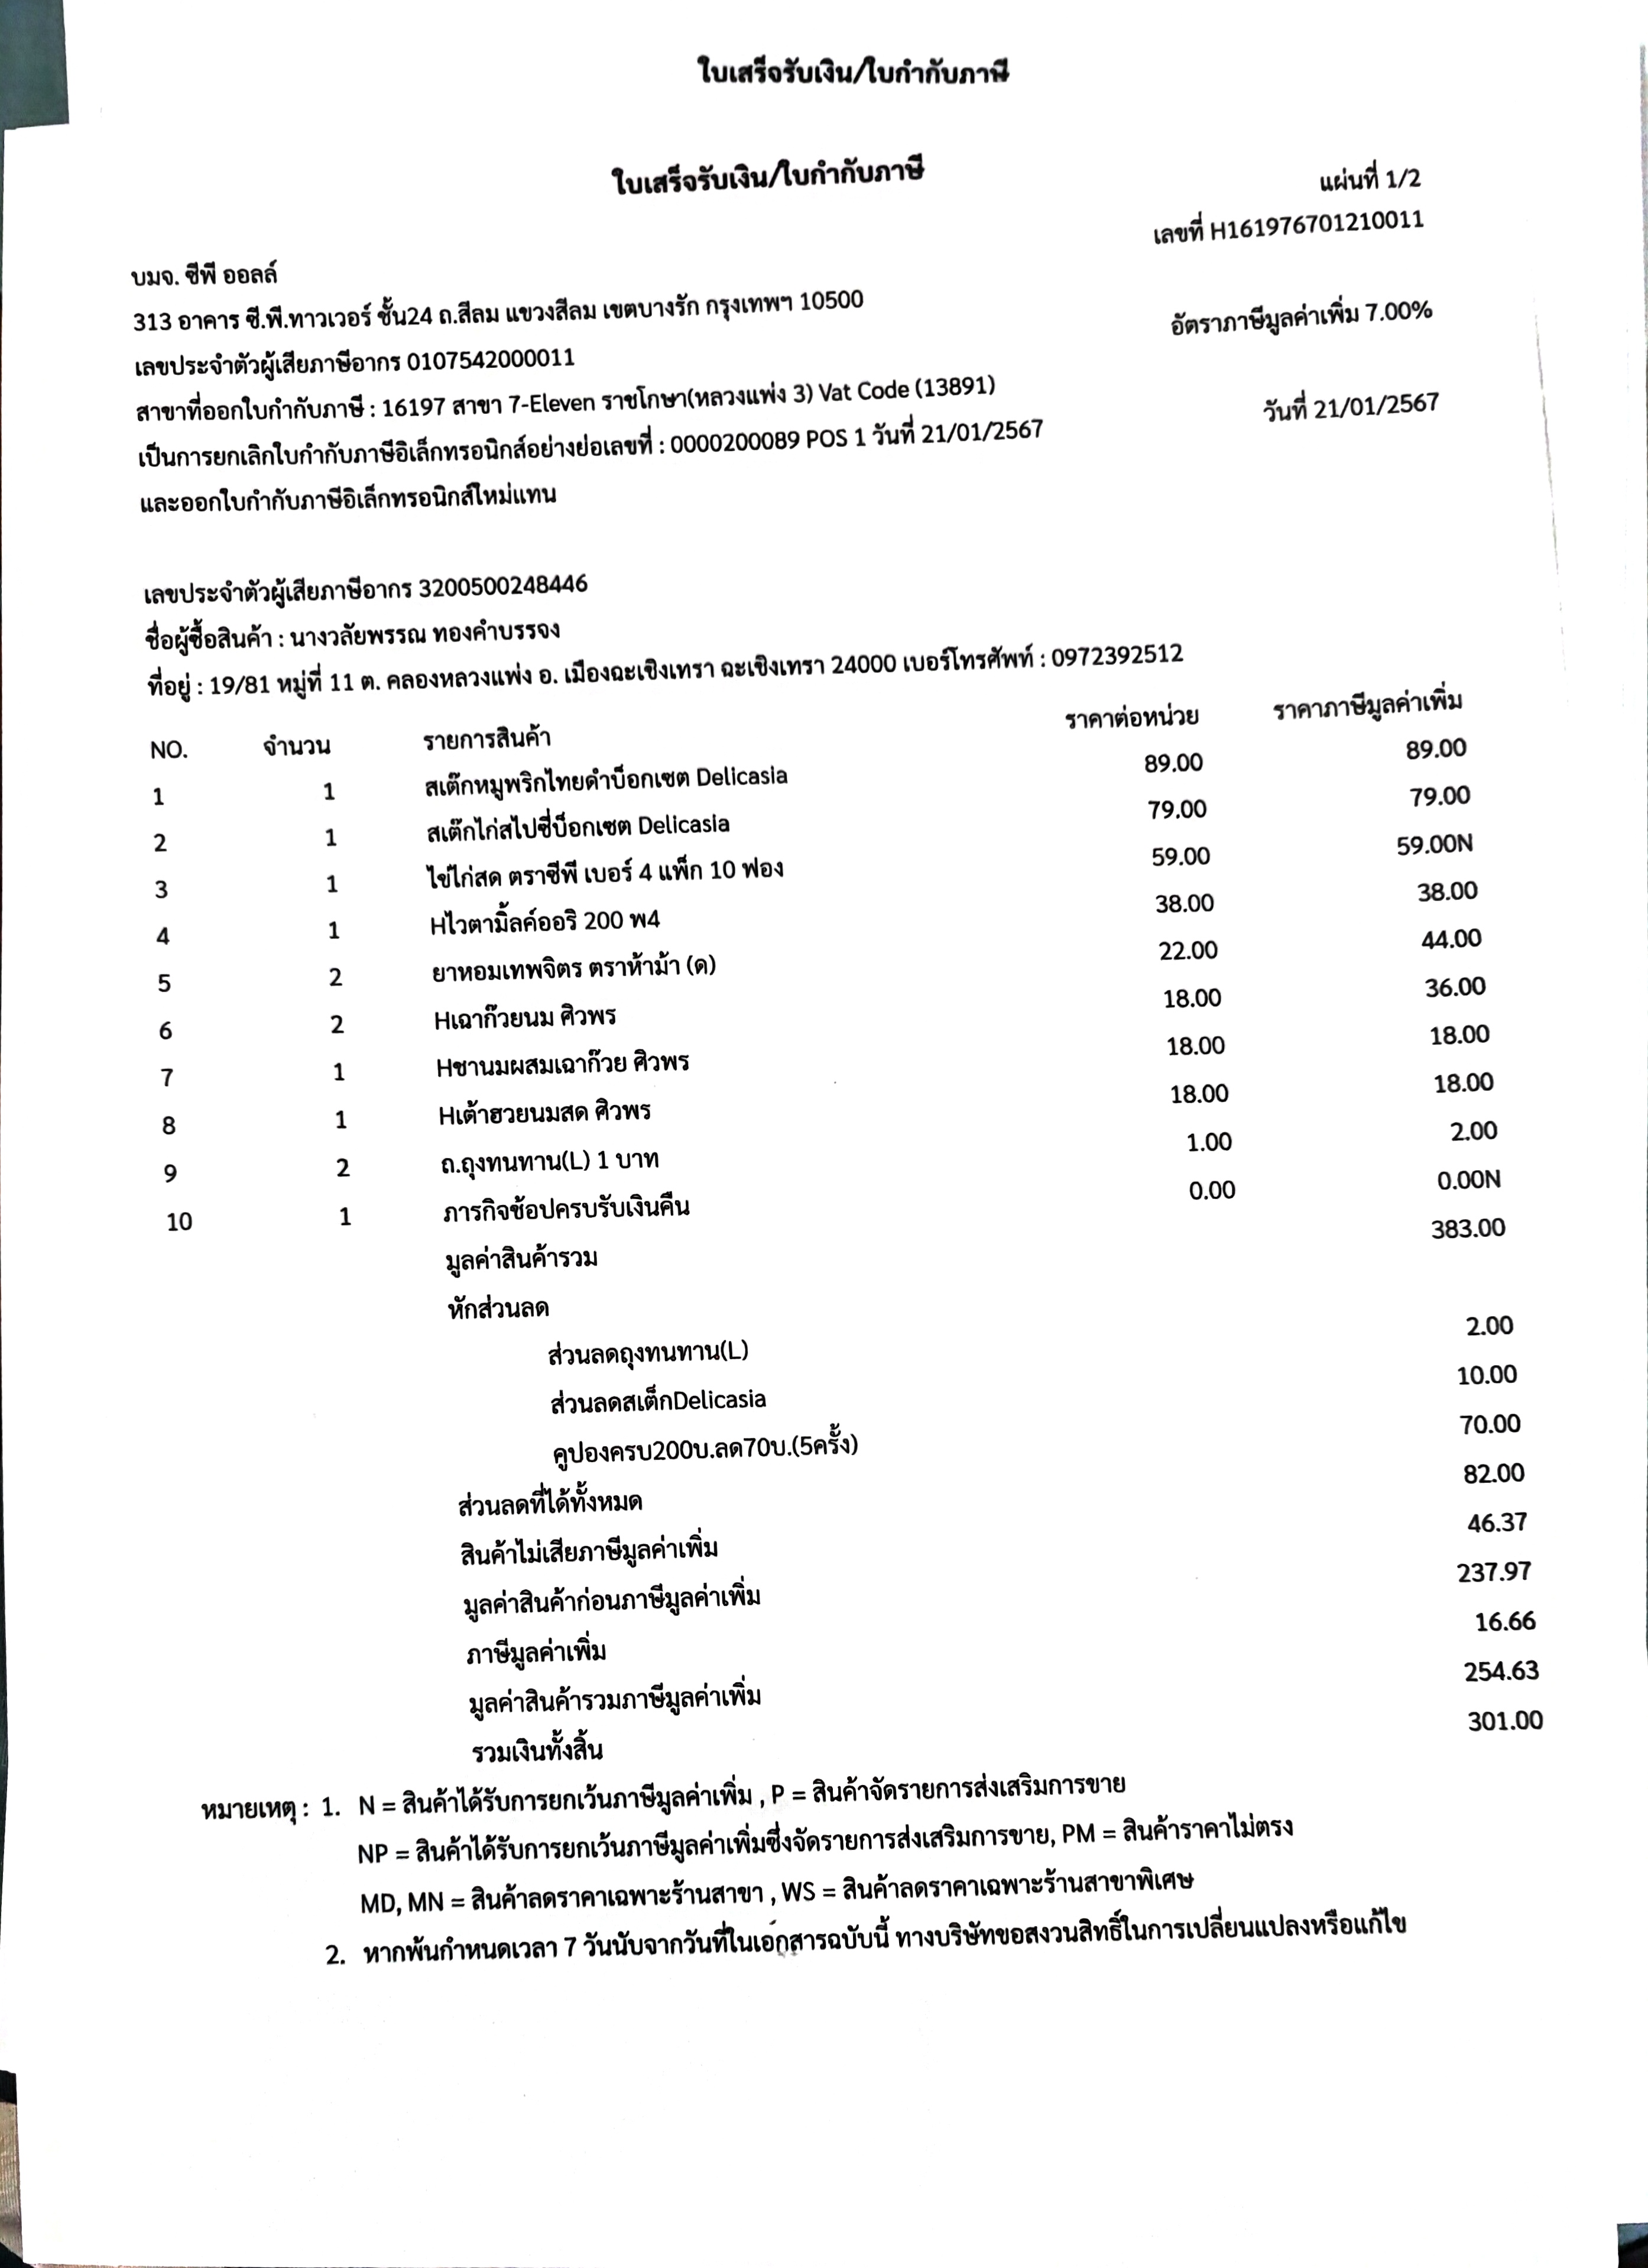 ใบเสร็จรับเงิน/ใบกำกับภาษี
ใบเสร็จรับเงิน/ใบกำกับภาษี
แผ่นที่ 1/2
เลขที่ H161976701210011
บมจ. ซีพี ออลล์
313 อาคาร ซี.พี.ทาวเวอร์ ชั้น24 ถ.สีลม แขวงสีลม เขตบางรัก กรุงเทพฯ 10500
อัตราภาษีมูลค่าเพิ่ม 7.00%
เลขประจำตัวผู้เสียภาษีอากร 0107542000011
สาขาที่ออกใบกำกับภาษี : 16197 สาขา 7-Eleven ราชโกษา(หลวงแพ่ง 3) Vat Code (13891)
วันที่ 21/01/2567
เป็นการยกเลิกใบกำกับภาษีอิเล็กทรอนิกส์อย่างย่อเลขที่ : 0000200089 POS 1 วันที่ 21/01/2567
และออกใบกำกับภาษีอิเล็กทรอนิกส์ใหม่แทน
เลขประจำตัวผู้เสียภาษีอากร 3200500248446
ชื่อผู้ซื้อสินค้า : นางวลัยพรรณ ทองคำบรรจง
ที่อยู่ : 19/81 หมู่ที่ 11 ต. คลองหลวงแพ่ง อ. เมืองฉะเชิงเทรา ฉะเชิงเทรา 24000 เบอร์โทรศัพท์ : 0972392512
NO. จำนวน รายการสินค้า ราคาต่อหน่วย ราคาภาษีมูลค่าเพิ่ม
1 1 สเต๊กหมูพริกไทยดำบ็อกเซต Delicasia 89.00 89.00
2 1 สเต๊กไก่สไปซี่บ็อกเซต Delicasia 79.00 79.00
3 1 ไข่ไก่สด ตราซีพี เบอร์ 4 แพ็ก 10 ฟอง 59.00 59.00N
4 1 Hไวตามิ้ลค์ออริ 200 พ4 38.00 38.00
5 2 ยาหอมเทพจิตร ตราห้าม้า (ด) 22.00 44.00
6 2 Hเฉาก๊วยนม ศิวพร 18.00 36.00
7 1 Hชานมผสมเฉาก๊วย ศิวพร 18.00 18.00
8 1 Hเต้าฮวยนมสด ศิวพร 18.00 18.00
9 2 ถ.ถุงทนทาน(L) 1 บาท 1.00 2.00
10 1 ภารกิจช้อปครบรับเงินคืน 0.00 0.00N
มูลค่าสินค้ารวม 383.00
หักส่วนลด
ส่วนลดถุงทนทาน(L) 2.00
ส่วนลดสเต็กDelicasia 10.00
คูปองครบ200บ.ลด70บ.(5ครั้ง) 70.00
ส่วนลดที่ได้ทั้งหมด 82.00
สินค้าไม่เสียภาษีมูลค่าเพิ่ม 46.37
มูลค่าสินค้าก่อนภาษีมูลค่าเพิ่ม 237.97
ภาษีมูลค่าเพิ่ม 16.66
มูลค่าสินค้ารวมภาษีมูลค่าเพิ่ม 254.63
รวมเงินทั้งสิ้น 301.00
หมายเหตุ : 1. N = สินค้าได้รับการยกเว้นภาษีมูลค่าเพิ่ม , P = สินค้าจัดรายการส่งเสริมการขาย
NP = สินค้าได้รับการยกเว้นภาษีมูลค่าเพิ่มซึ่งจัดรายการส่งเสริมการขาย, PM = สินค้าราคาไม่ตรง
MD, MN = สินค้าลดราคาเฉพาะร้านสาขา , WS = สินค้าลดราคาเฉพาะร้านสาขาพิเศษ
2. หากพ้นกำหนดเวลา 7 วันนับจากวันที่ในเอกสารฉบับนี้ ทางบริษัทขอสงวนสิทธิ์ในการเปลี่ยนแปลงหรือแก้ไข